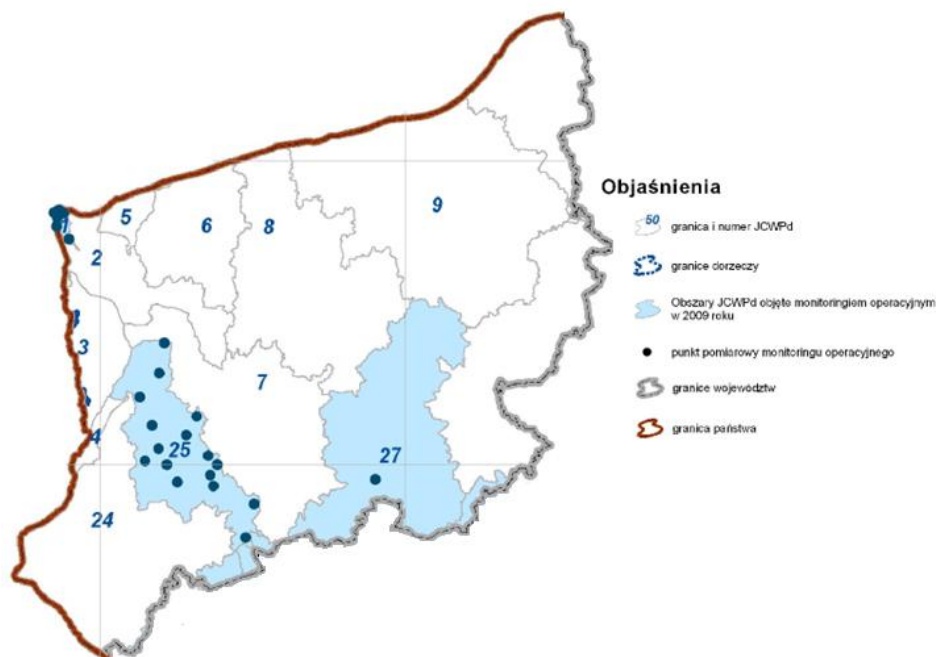 Objaśnienia
50 granica i numer JCWPd
granice dorzeczy
Obszary JCWPd objęte monitoringiem operacyjnym
w 2009 roku
punkt pomiarowy monitoringu operacyjnego
granice województw
granica państwa
1
5
6
8
9
2
3
7
4
25
27
24